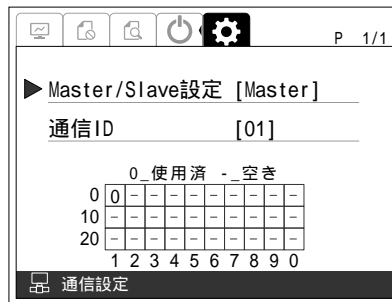 P 1/1
Master/Slave設定 [Master]
通信ID [01]
0_使用済 -_空き
0 0 - - - - - - - - -
10 - - - - - - - - - -
20 - - - - - - - - - -
1 2 3 4 5 6 7 8 9 0
通信設定